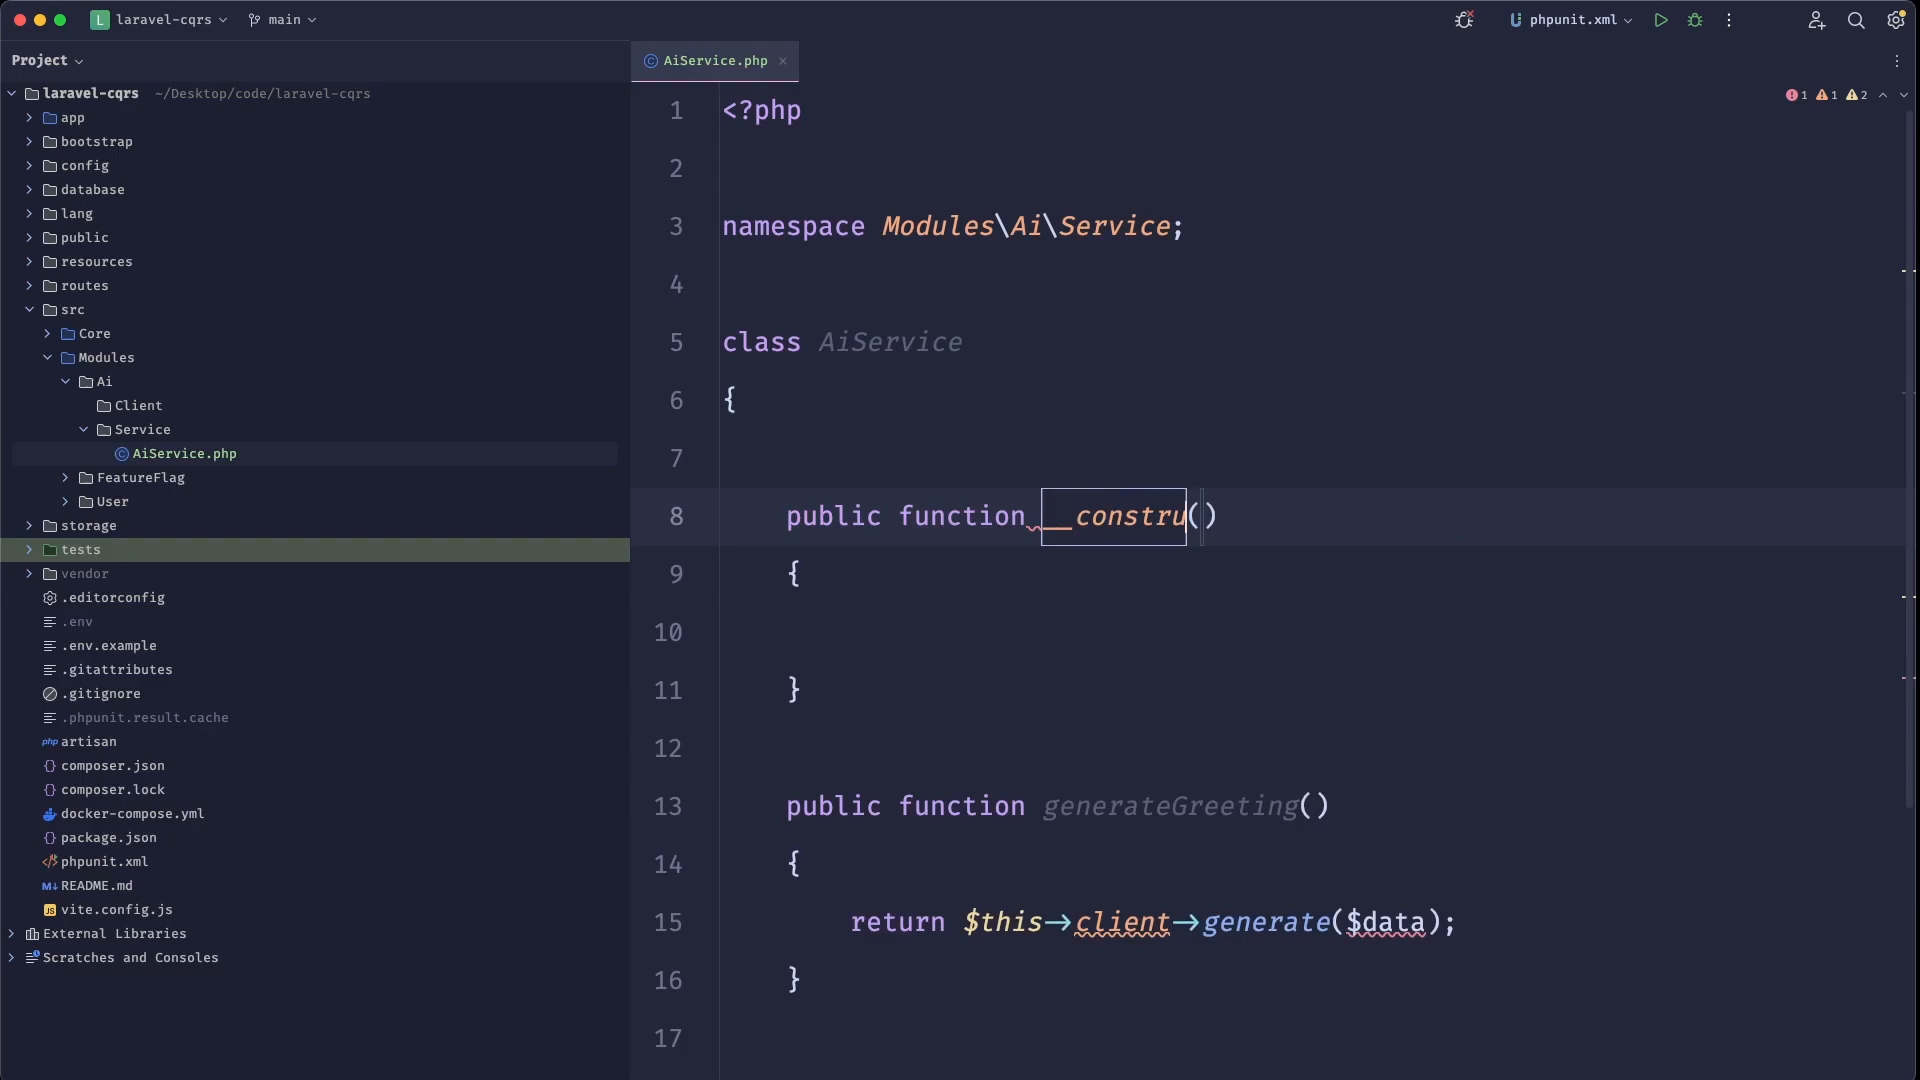 L laravel-cqrs main phpunit.xml
Project
AiService.php
laravel-cqrs ~/Desktop/code/laravel-cqrs
app
bootstrap
config
database
lang
public
resources
routes
src
Core
Modules
Ai
Client
Service
AiService.php
FeatureFlag
User
storage
tests
vendor
.editorconfig
.env
.env.example
.gitattributes
.gitignore
.phpunit.result.cache
php artisan
{} composer.json
{} composer.lock
docker-compose.yml
{} package.json
</> phpunit.xml
M↓ README.md
JS vite.config.js
External Libraries
Scratches and Consoles
1 1 2
1 <?php
2
3 namespace Modules\Ai\Service;
4
5 class AiService
6 {
7
8 public function __constru()
9 {
10
11 }
12
13 public function generateGreeting()
14 {
15 return $this->client->generate($data);
16 }
17